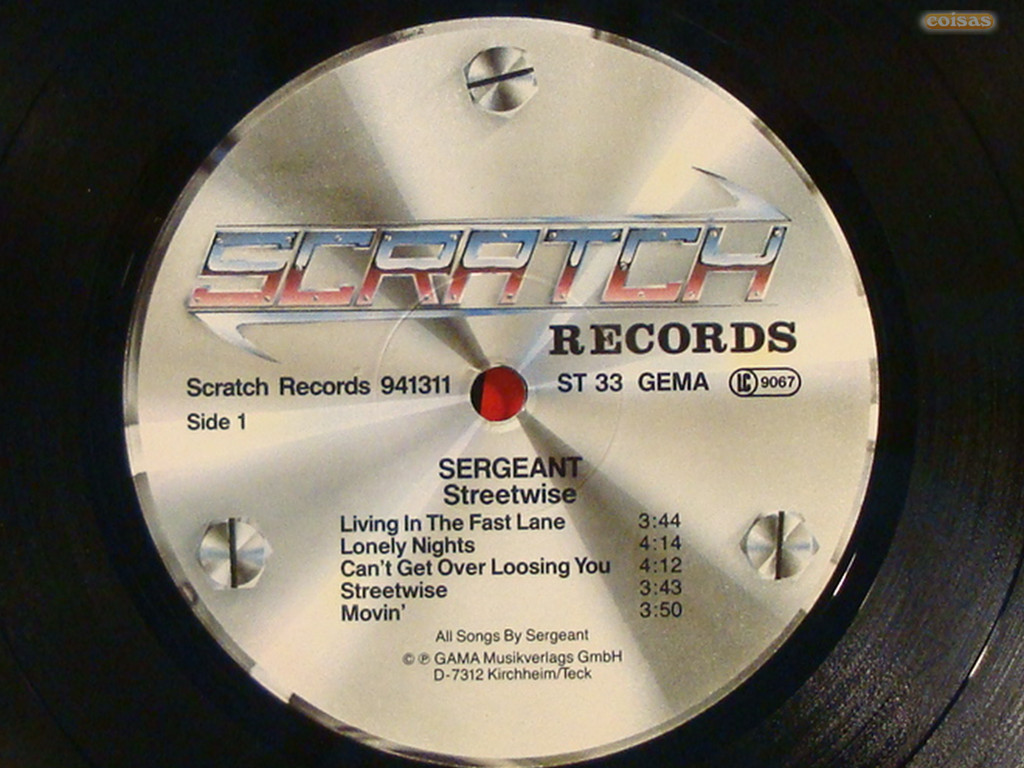 coisas
SCRATCH
RECORDS
Scratch Records 941311 ST 33 GEMA LC 9067
Side 1
SERGEANT
Streetwise
Living In The Fast Lane 3:44
Lonely Nights 4:14
Can't Get Over Loosing You 4:12
Streetwise 3:43
Movin' 3:50
All Songs By Sergeant
© ℗ GAMA Musikverlags GmbH
D-7312 Kirchheim/Teck